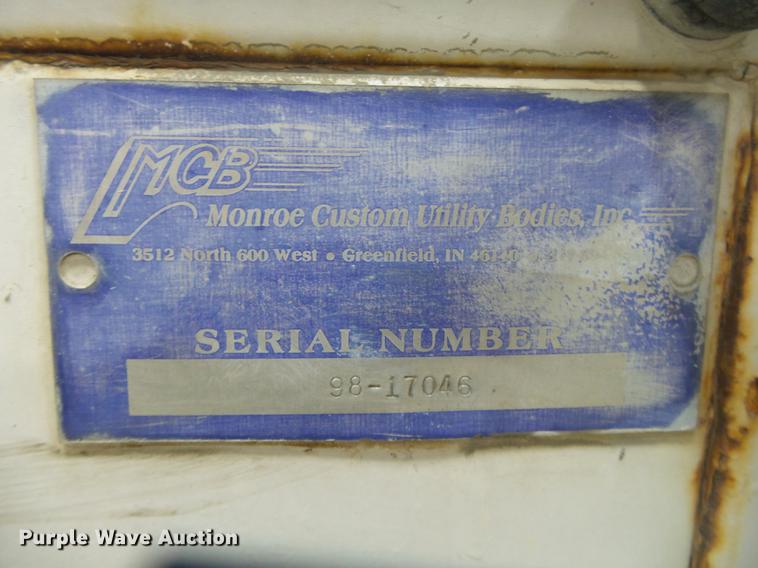 MCB
Monroe Custom Utility Bodies, Inc.
3512 North 600 West • Greenfield, IN 46140
SERIAL NUMBER
98-17046
Purple Wave Auction